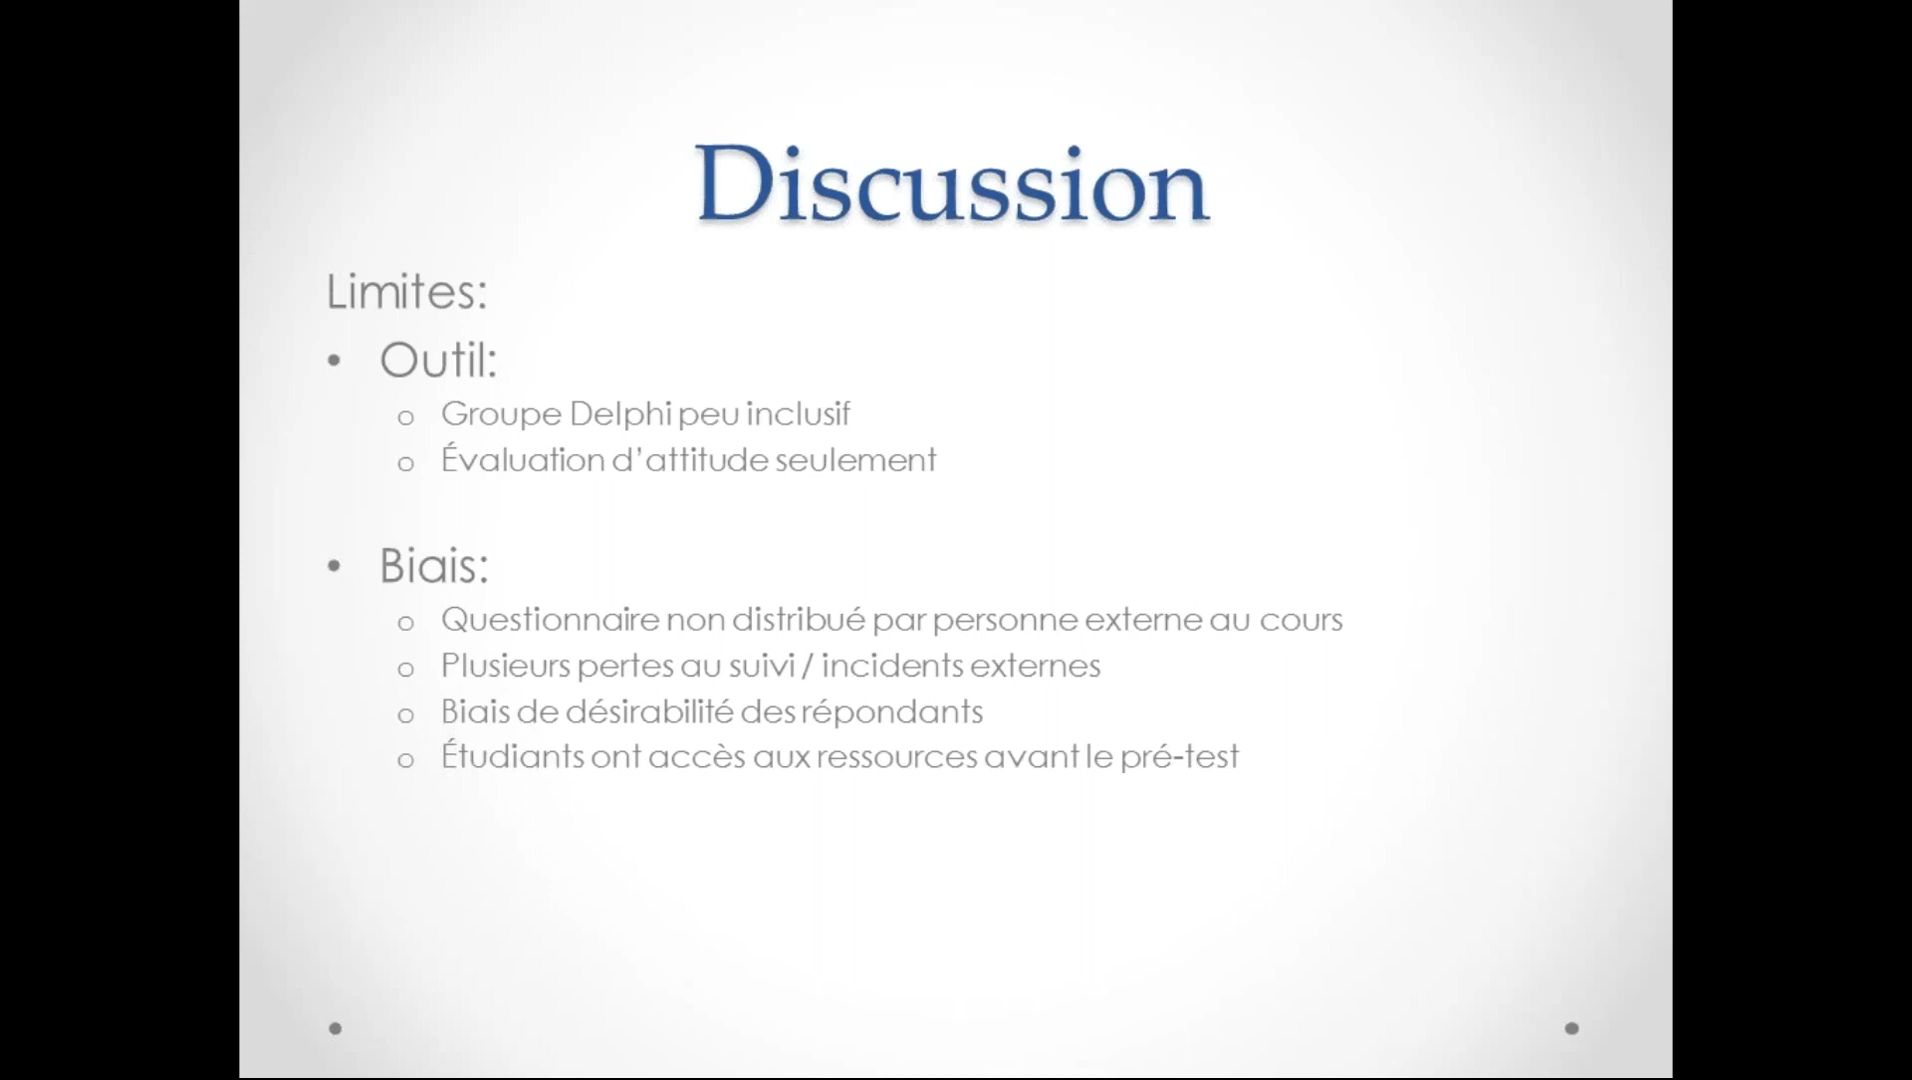 Discussion
Limites:
• Outil:
o Groupe Delphi peu inclusif
o Évaluation d'attitude seulement
• Biais:
o Questionnaire non distribué par personne externe au cours
o Plusieurs pertes au suivi / incidents externes
o Biais de désirabilité des répondants
o Étudiants ont accès aux ressources avant le pré-test